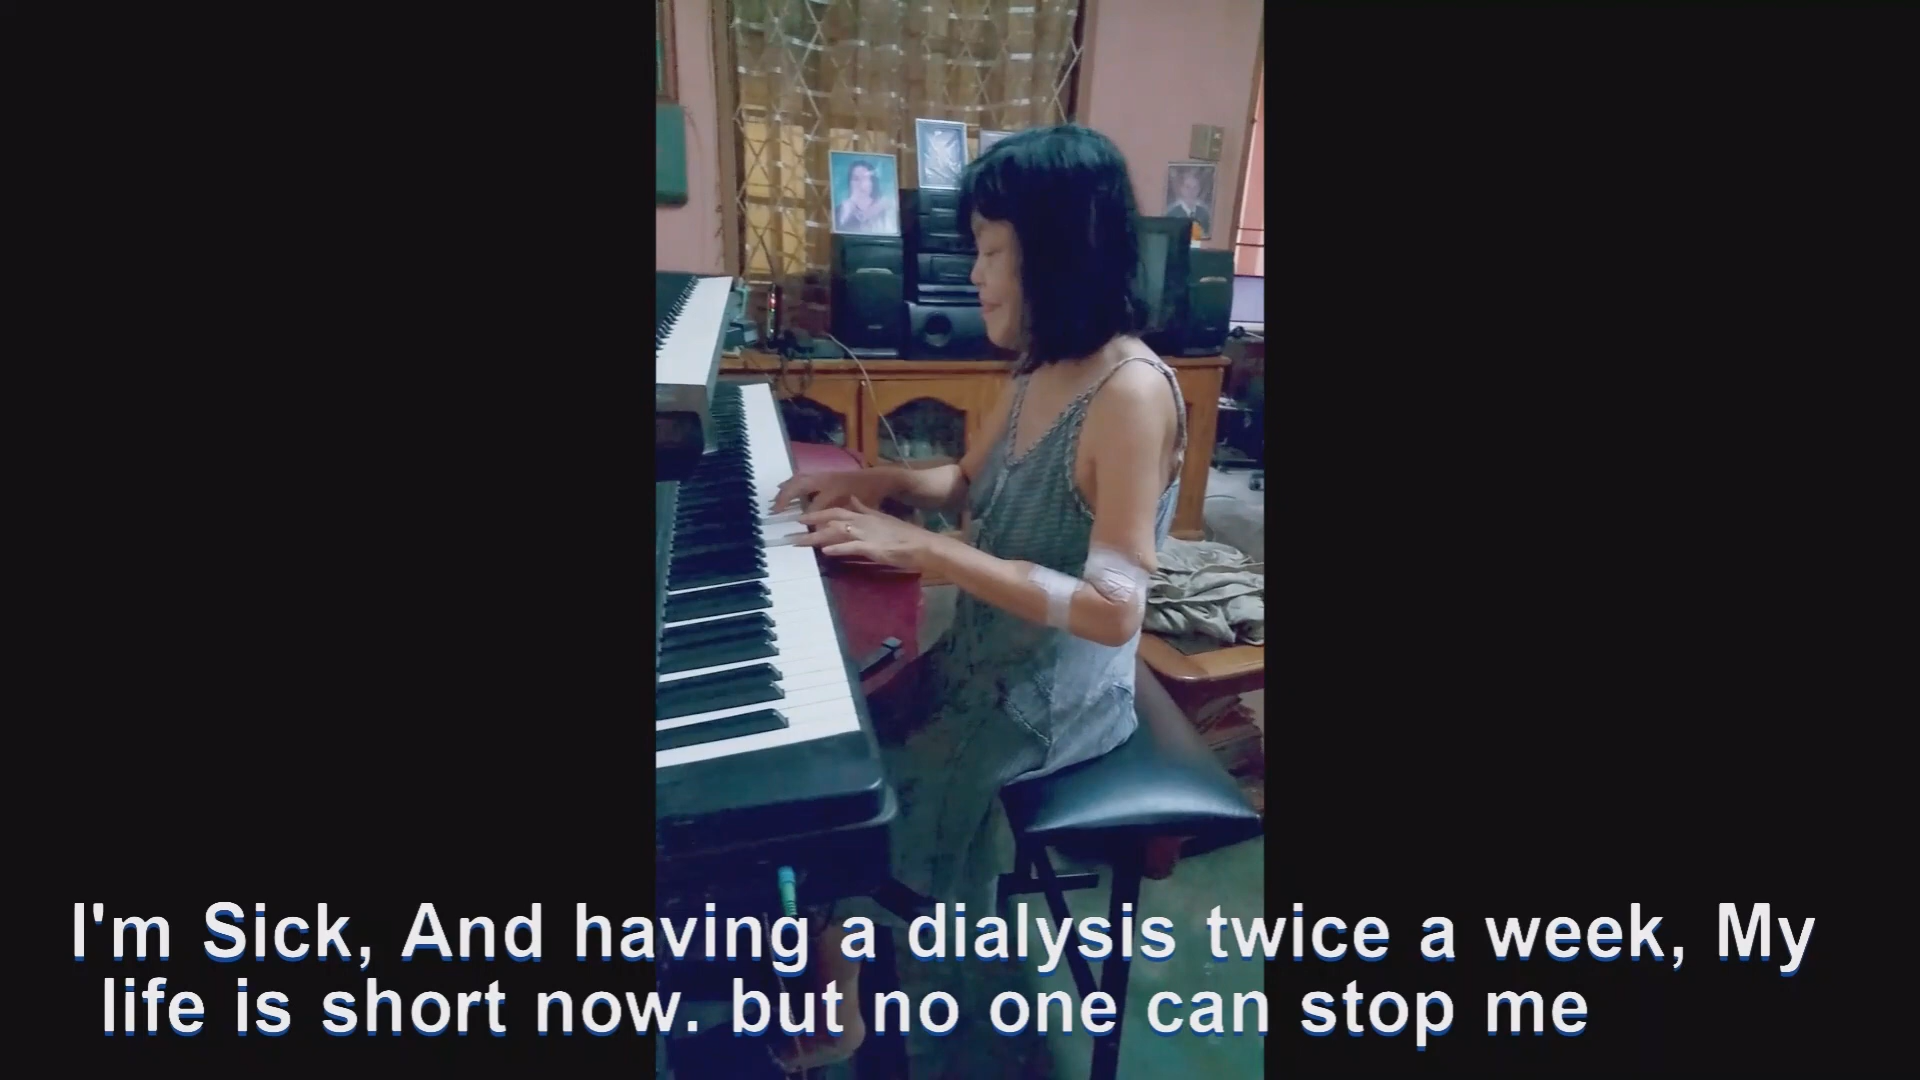 I'm Sick, And having a dialysis twice a week, My
life is short now. but no one can stop me